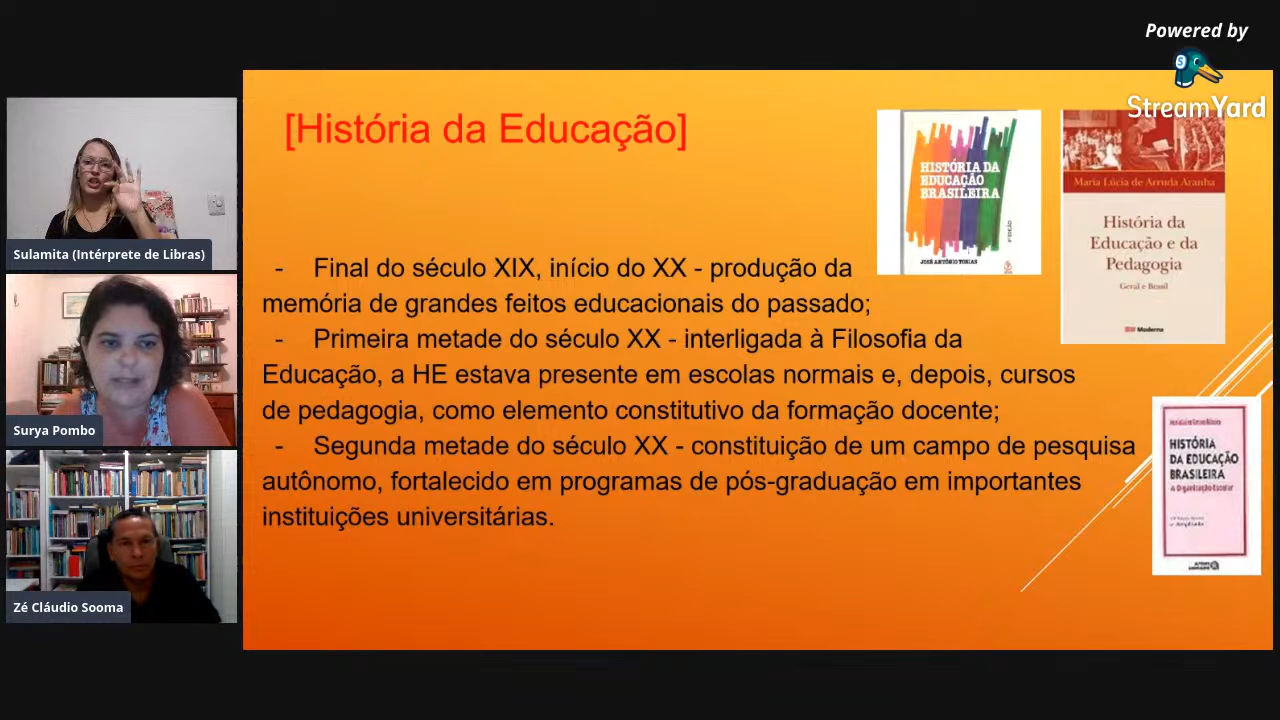 Powered by
StreamYard
[História da Educação]
HISTÓRIA DA
EDUCAÇÃO
BRASILEIRA
JOSÉ ANTÔNIO TOBIAS
Maria Lúcia de Arruda Aranha
História da
Educação e da
Pedagogia
Geral e Brasil
Moderna
- Final do século XIX, início do XX - produção da
memória de grandes feitos educacionais do passado;
- Primeira metade do século XX - interligada à Filosofia da
Educação, a HE estava presente em escolas normais e, depois, cursos
de pedagogia, como elemento constitutivo da formação docente;
- Segunda metade do século XX - constituição de um campo de pesquisa
autônomo, fortalecido em programas de pós-graduação em importantes
instituições universitárias.
HISTÓRIA
DA EDUCAÇÃO
BRASILEIRA
A Organização Escolar
Sulamita (Intérprete de Libras)
Surya Pombo
Zé Cláudio Sooma